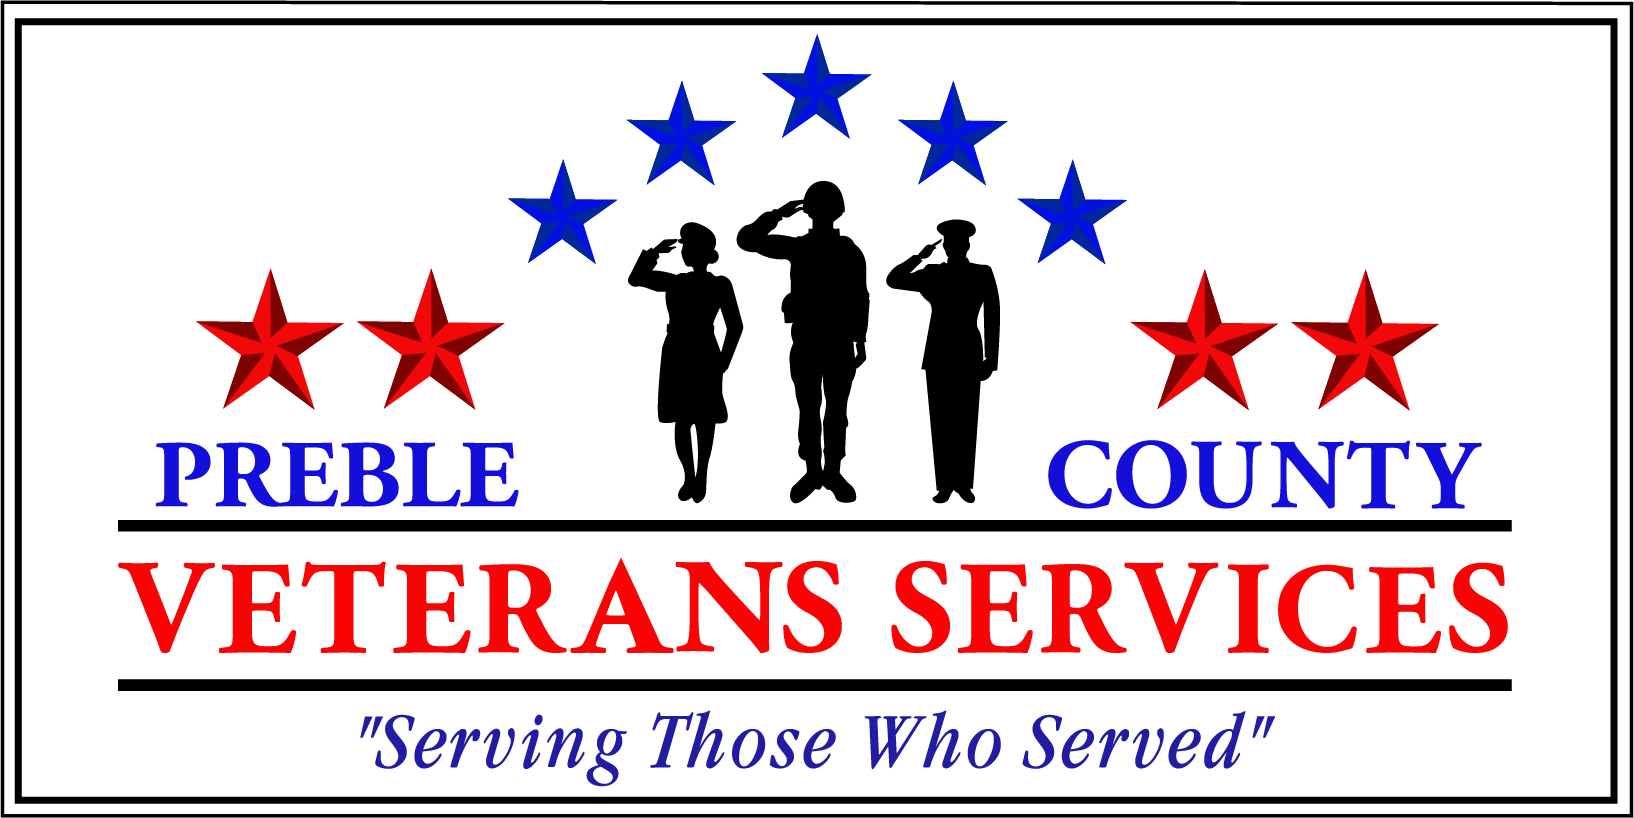 PREBLE COUNTY
VETERANS SERVICES
"Serving Those Who Served"